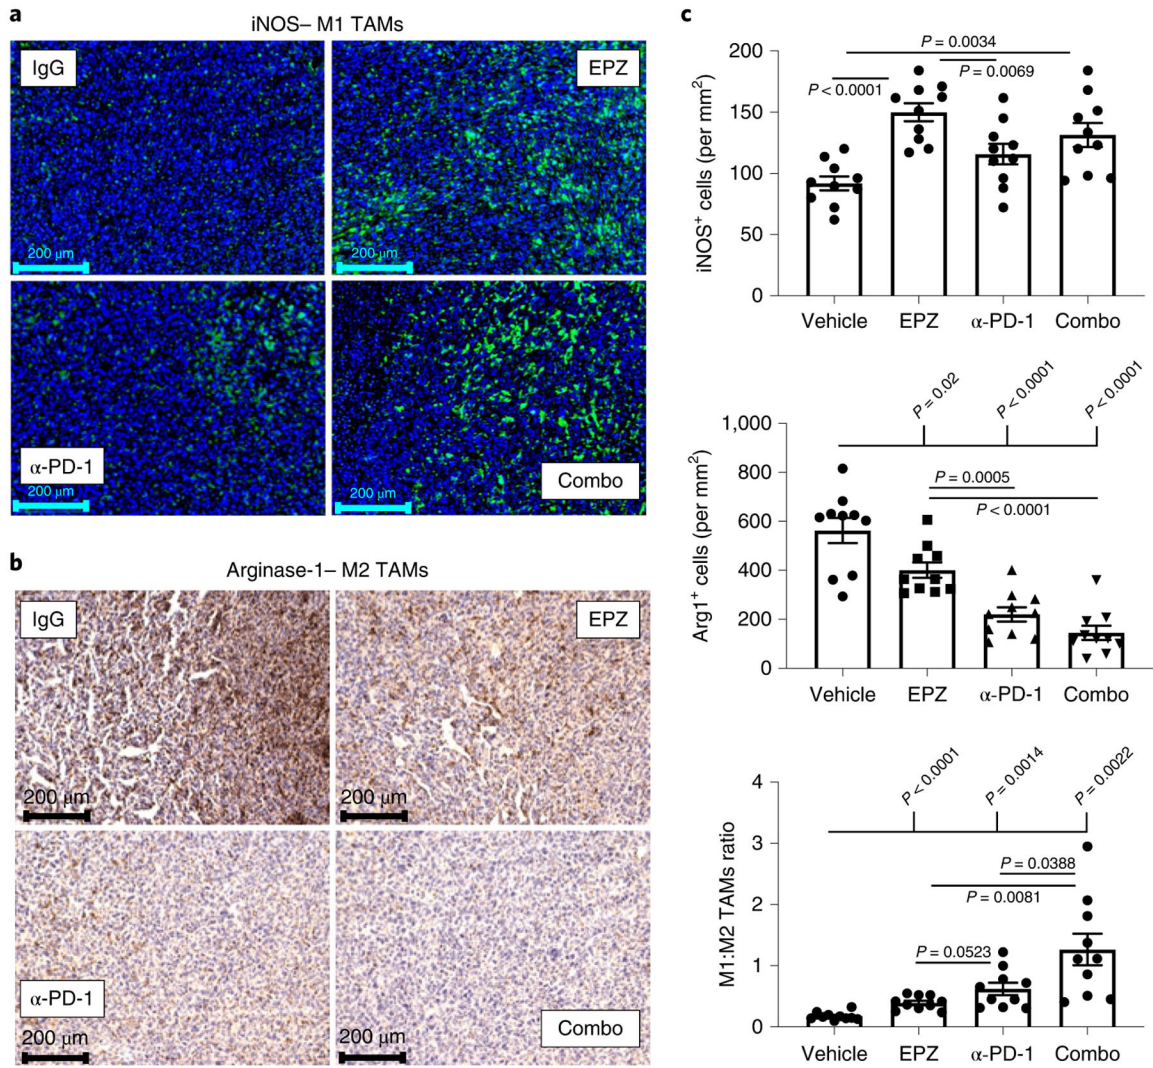 a
iNOS– M1 TAMs
IgG
EPZ
200 µm
200 µm
α-PD-1
Combo
200 µm
200 µm
b
Arginase-1– M2 TAMs
IgG
EPZ
200 µm
200 µm
α-PD-1
Combo
200 µm
200 µm
c
iNOS⁺ cells (per mm²)
200
150
100
50
0
P = 0.0034
P < 0.0001
P = 0.0069
Vehicle EPZ α-PD-1 Combo
Arg1⁺ cells (per mm²)
1,000
800
600
400
200
0
P = 0.02
P < 0.0001
P < 0.0001
P = 0.0005
P < 0.0001
Vehicle EPZ α-PD-1 Combo
M1:M2 TAMs ratio
4
3
2
1
0
P < 0.0001
P = 0.0014
P = 0.0022
P = 0.0388
P = 0.0081
P = 0.0523
Vehicle EPZ α-PD-1 Combo